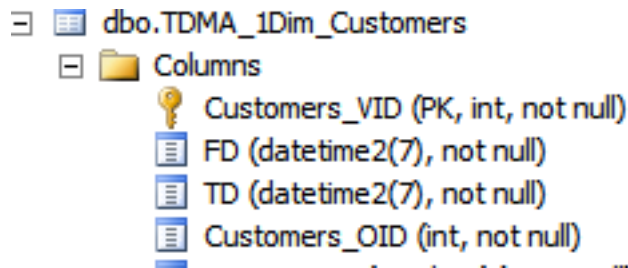 dbo.TDMA_1Dim_Customers
Columns
Customers_VID (PK, int, not null)
FD (datetime2(7), not null)
TD (datetime2(7), not null)
Customers_OID (int, not null)